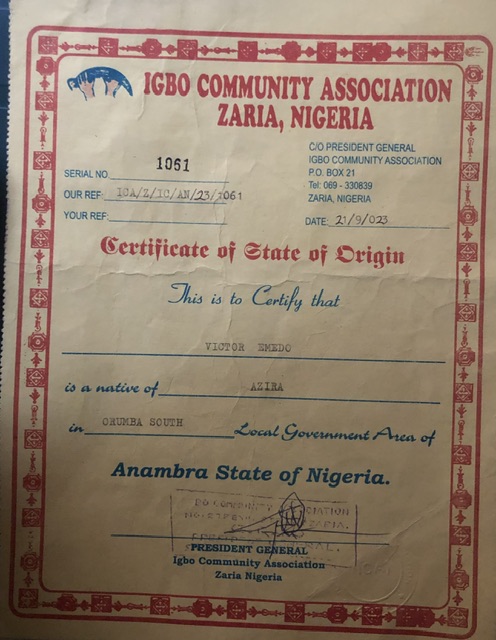 IGBO COMMUNITY ASSOCIATION
ZARIA, NIGERIA
C/O PRESIDENT GENERAL
IGBO COMMUNITY ASSOCIATION
P.O. BOX 21
Tel: 069 - 330839
ZARIA, NIGERIA
SERIAL NO. 1061
OUR REF: ICA/Z/IC/AN/23/1061
YOUR REF:
DATE: 21/9/023
Certificate of State of Origin
This is to Certify that
VICTOR EMEDO
is a native of AZIRA
in ORUMBA SOUTH Local Government Area of
Anambra State of Nigeria.
PRESIDENT GENERAL
Igbo Community Association
Zaria Nigeria